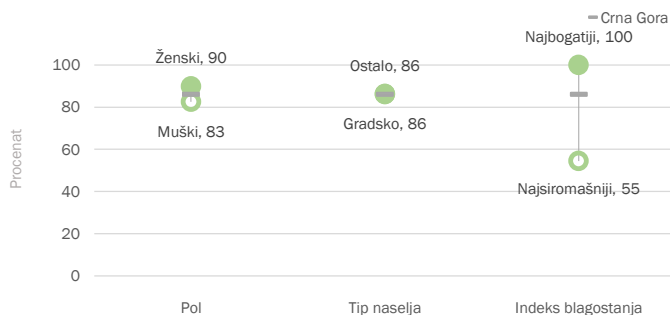 Crna Gora
Najbogatiji, 100
Ženski, 90
Ostalo, 86
100
80
60
40
20
0
Procenat
Muški, 83
Gradsko, 86
Najsiromašniji, 55
Pol
Tip naselja
Indeks blagostanja